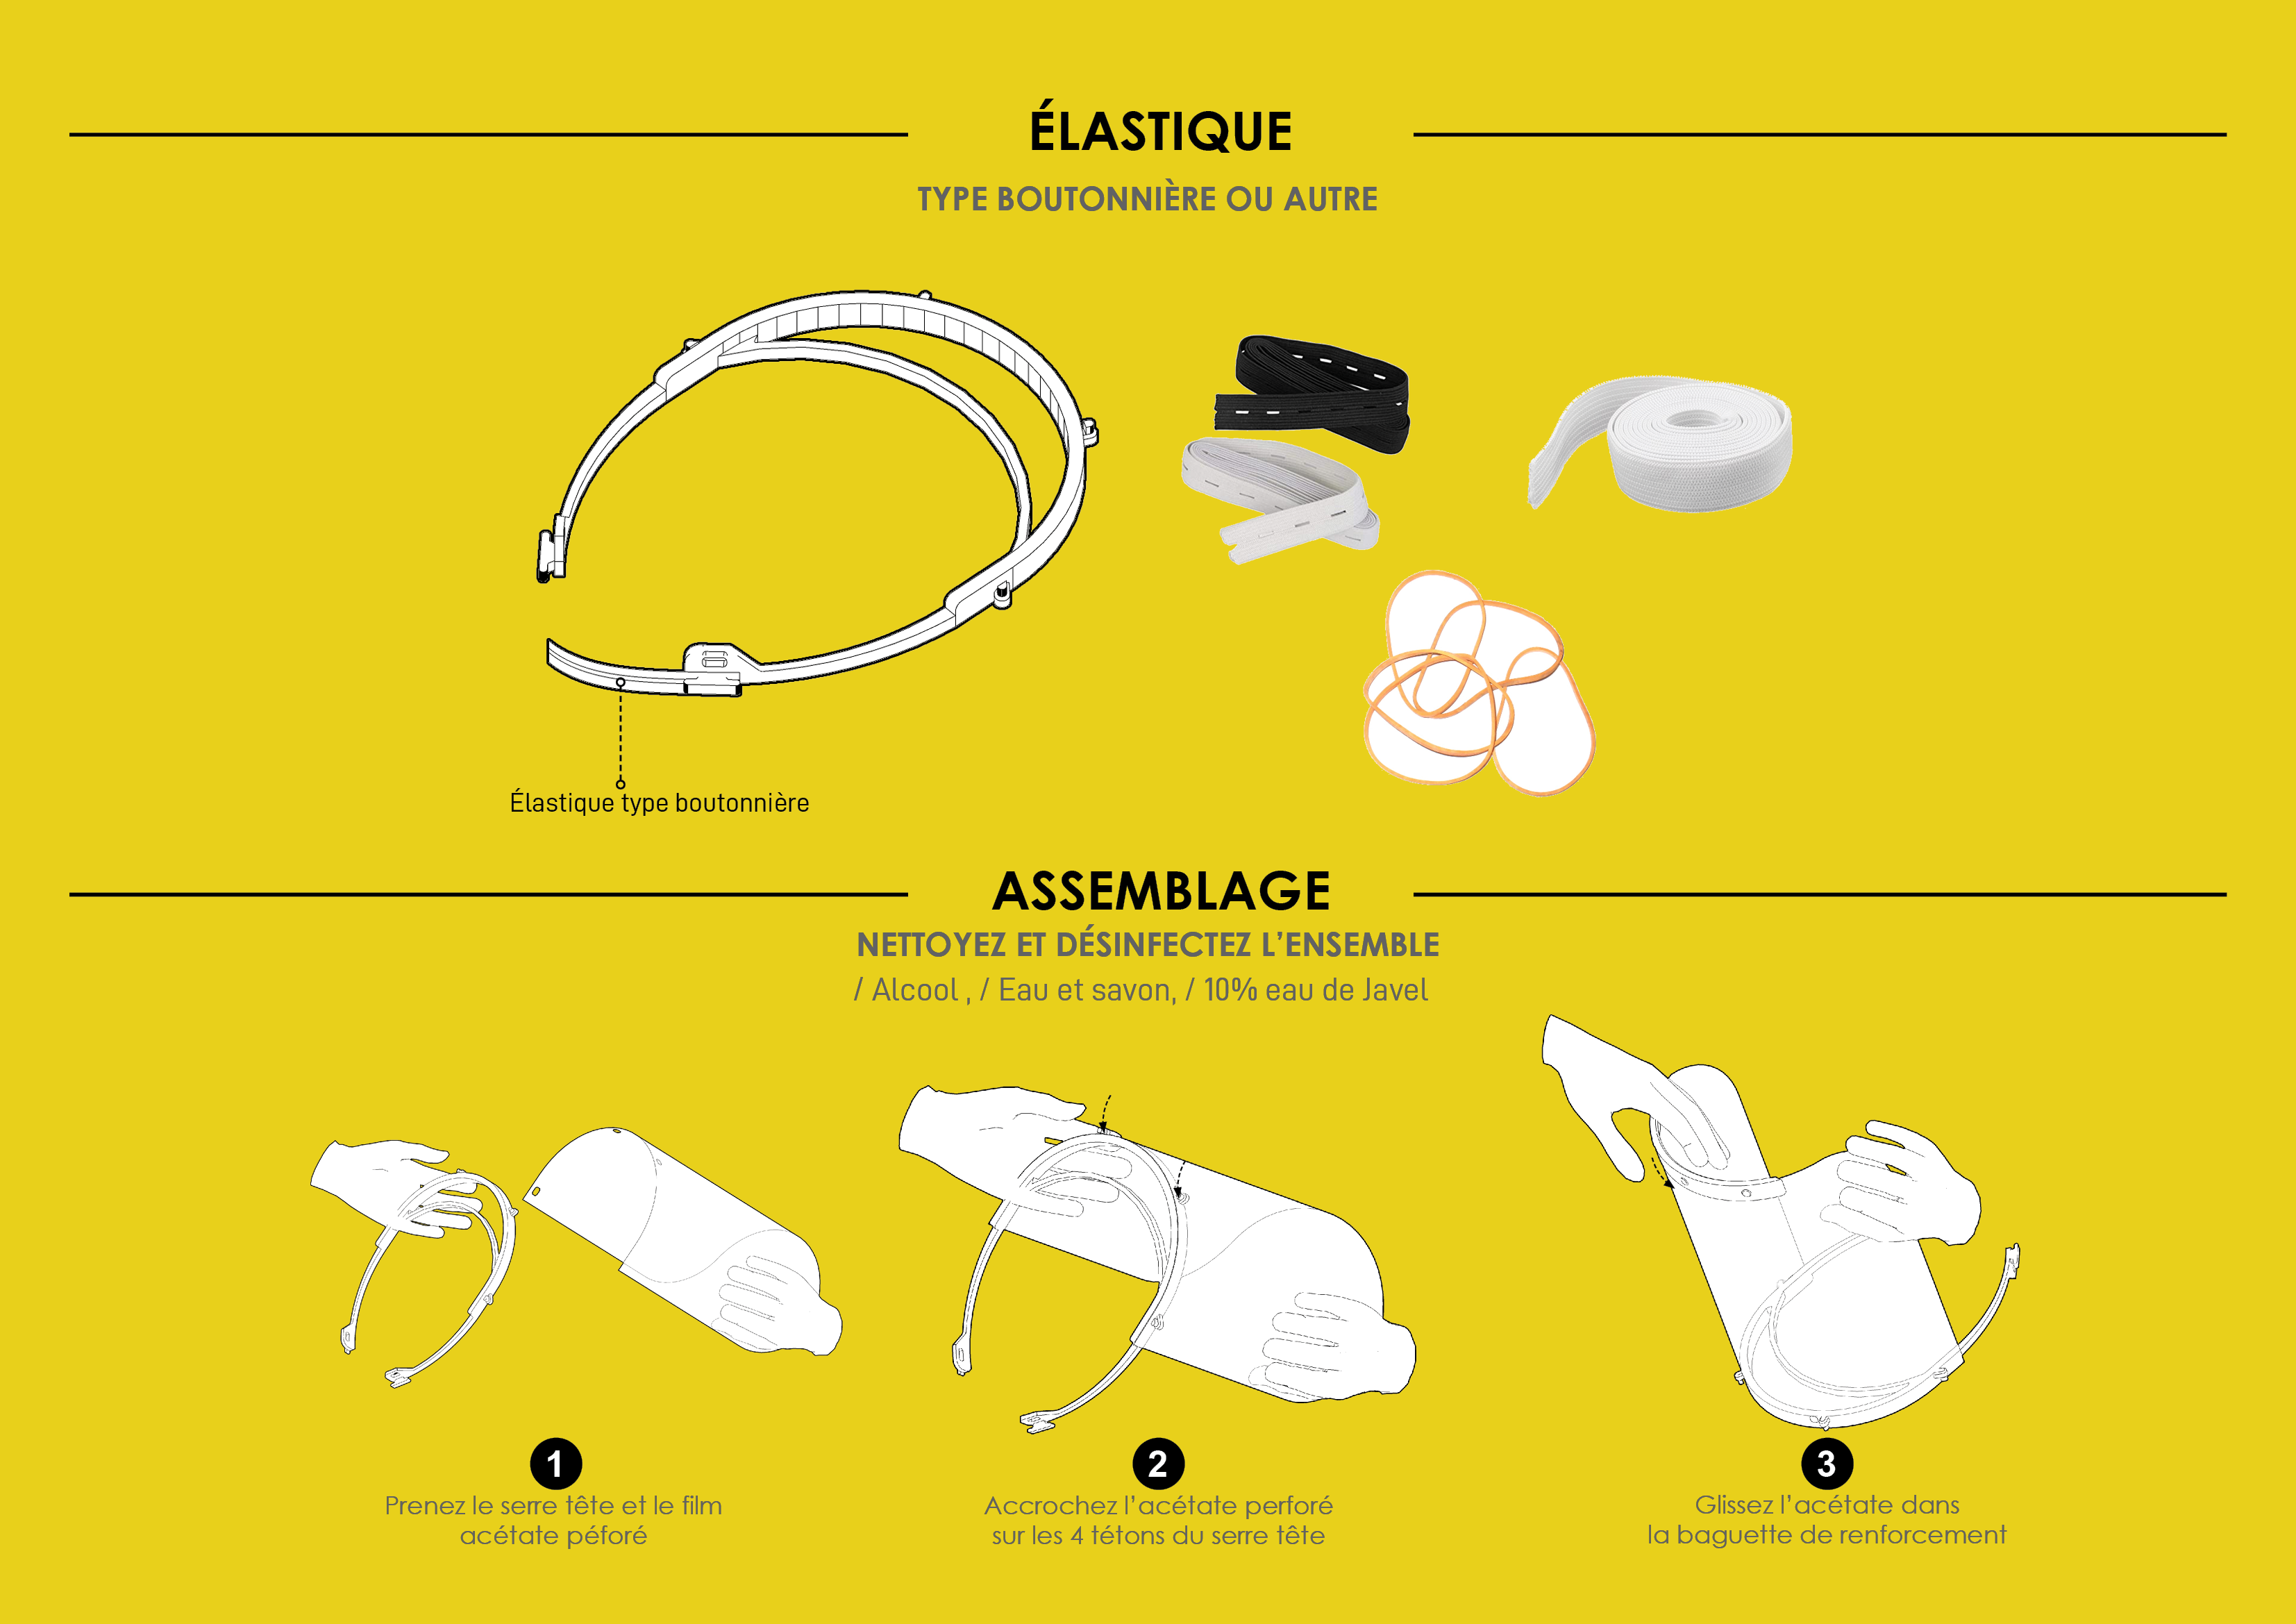 ÉLASTIQUE
TYPE BOUTONNIÈRE OU AUTRE
Élastique type boutonnière
ASSEMBLAGE
NETTOYEZ ET DÉSINFECTEZ L’ENSEMBLE
/ Alcool , / Eau et savon, / 10% eau de Javel
1
Prenez le serre tête et le film
acétate péforé
2
Accrochez l’acétate perforé
sur les 4 tétons du serre tête
3
Glissez l’acétate dans
la baguette de renforcement